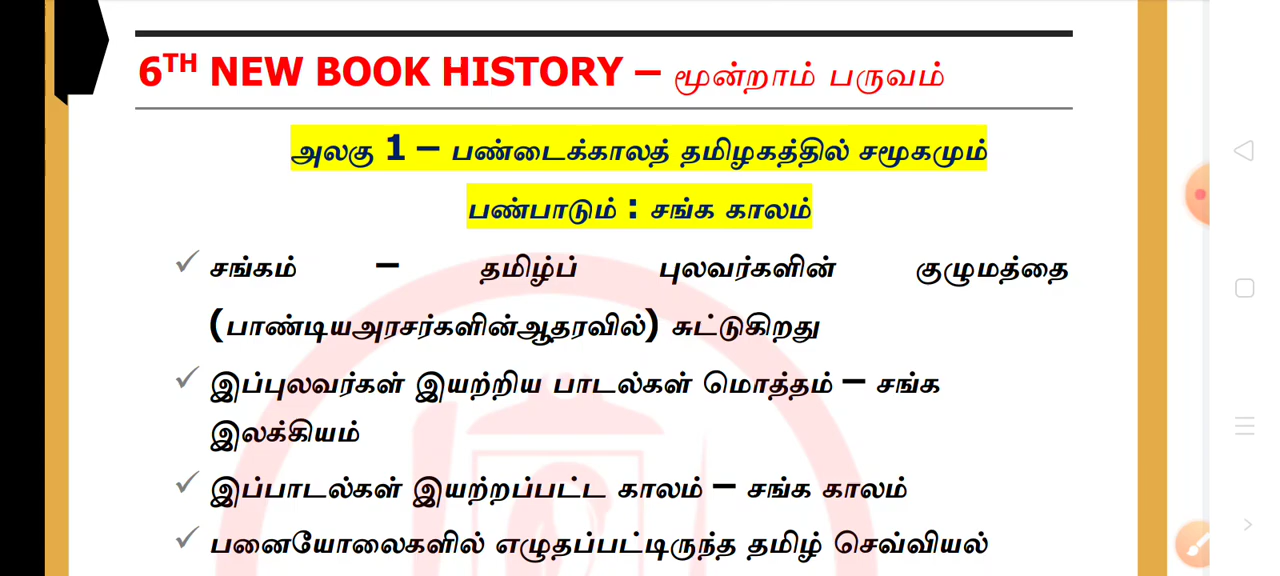 6TH NEW BOOK HISTORY – மூன்றாம் பருவம்
அலகு 1 – பண்டைக்காலத் தமிழகத்தில் சமூகமும்
பண்பாடும் : சங்க காலம்
✓ சங்கம் – தமிழ்ப் புலவர்களின் குழுமத்தை
(பாண்டியஅரசர்களின்ஆதரவில்) சுட்டுகிறது
✓ இப்புலவர்கள் இயற்றிய பாடல்கள் மொத்தம் – சங்க
இலக்கியம்
✓ இப்பாடல்கள் இயற்றப்பட்ட காலம் – சங்க காலம்
✓ பனையோலைகளில் எழுதப்பட்டிருந்த தமிழ் செவ்வியல்